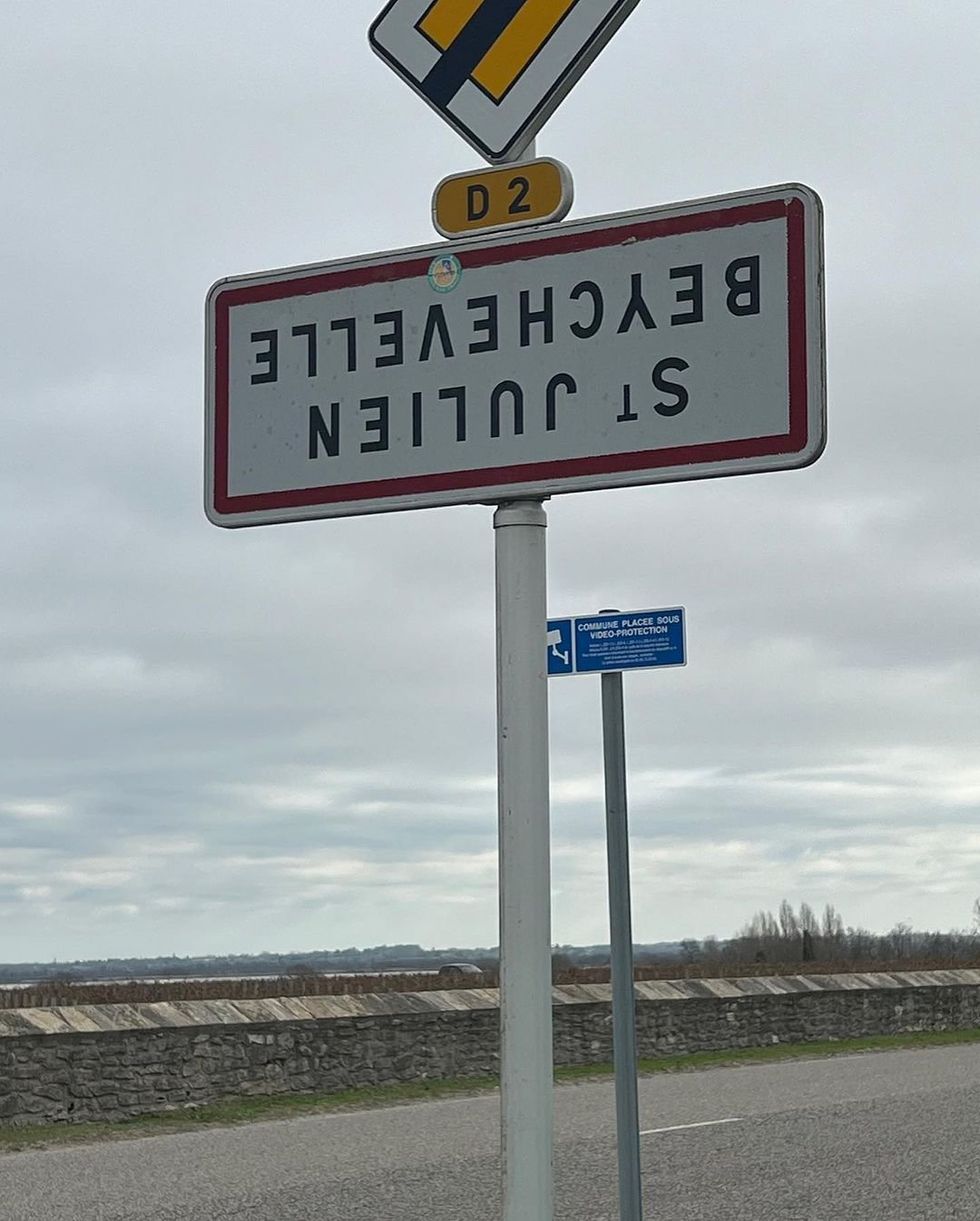 D 2
ST JULIEN
BEYCHEVELLE
COMMUNE PLACEE SOUS
VIDEO-PROTECTION